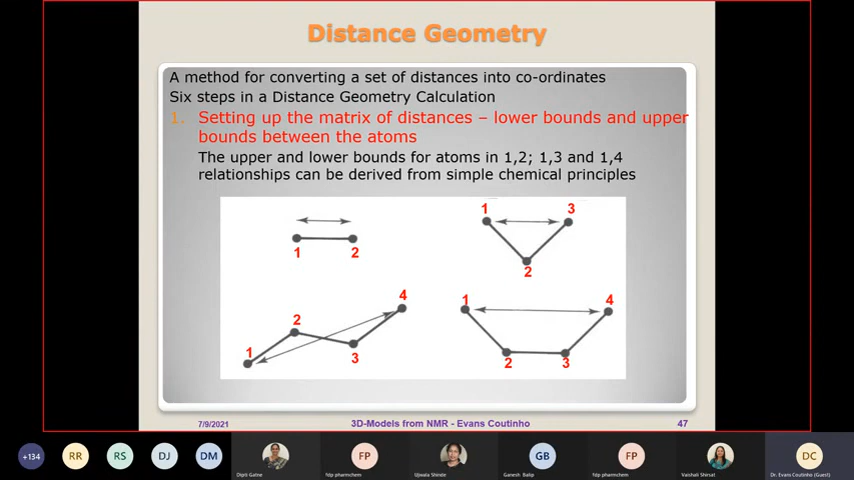 Distance Geometry
A method for converting a set of distances into co-ordinates
Six steps in a Distance Geometry Calculation
1. Setting up the matrix of distances – lower bounds and upper
bounds between the atoms
The upper and lower bounds for atoms in 1,2; 1,3 and 1,4
relationships can be derived from simple chemical principles
1 2
1 3
2
1 2 3 4
1 4
2 3
7/9/2021 3D-Models from NMR - Evans Coutinho 47
+134 RR RS DJ DM FP GB FP DC
Dipti Gatne fdp pharmchem Ujwala Shinde Ganesh Balip fdp pharmchem Vaishali Shirsat Dr. Evans Coutinho (Guest)